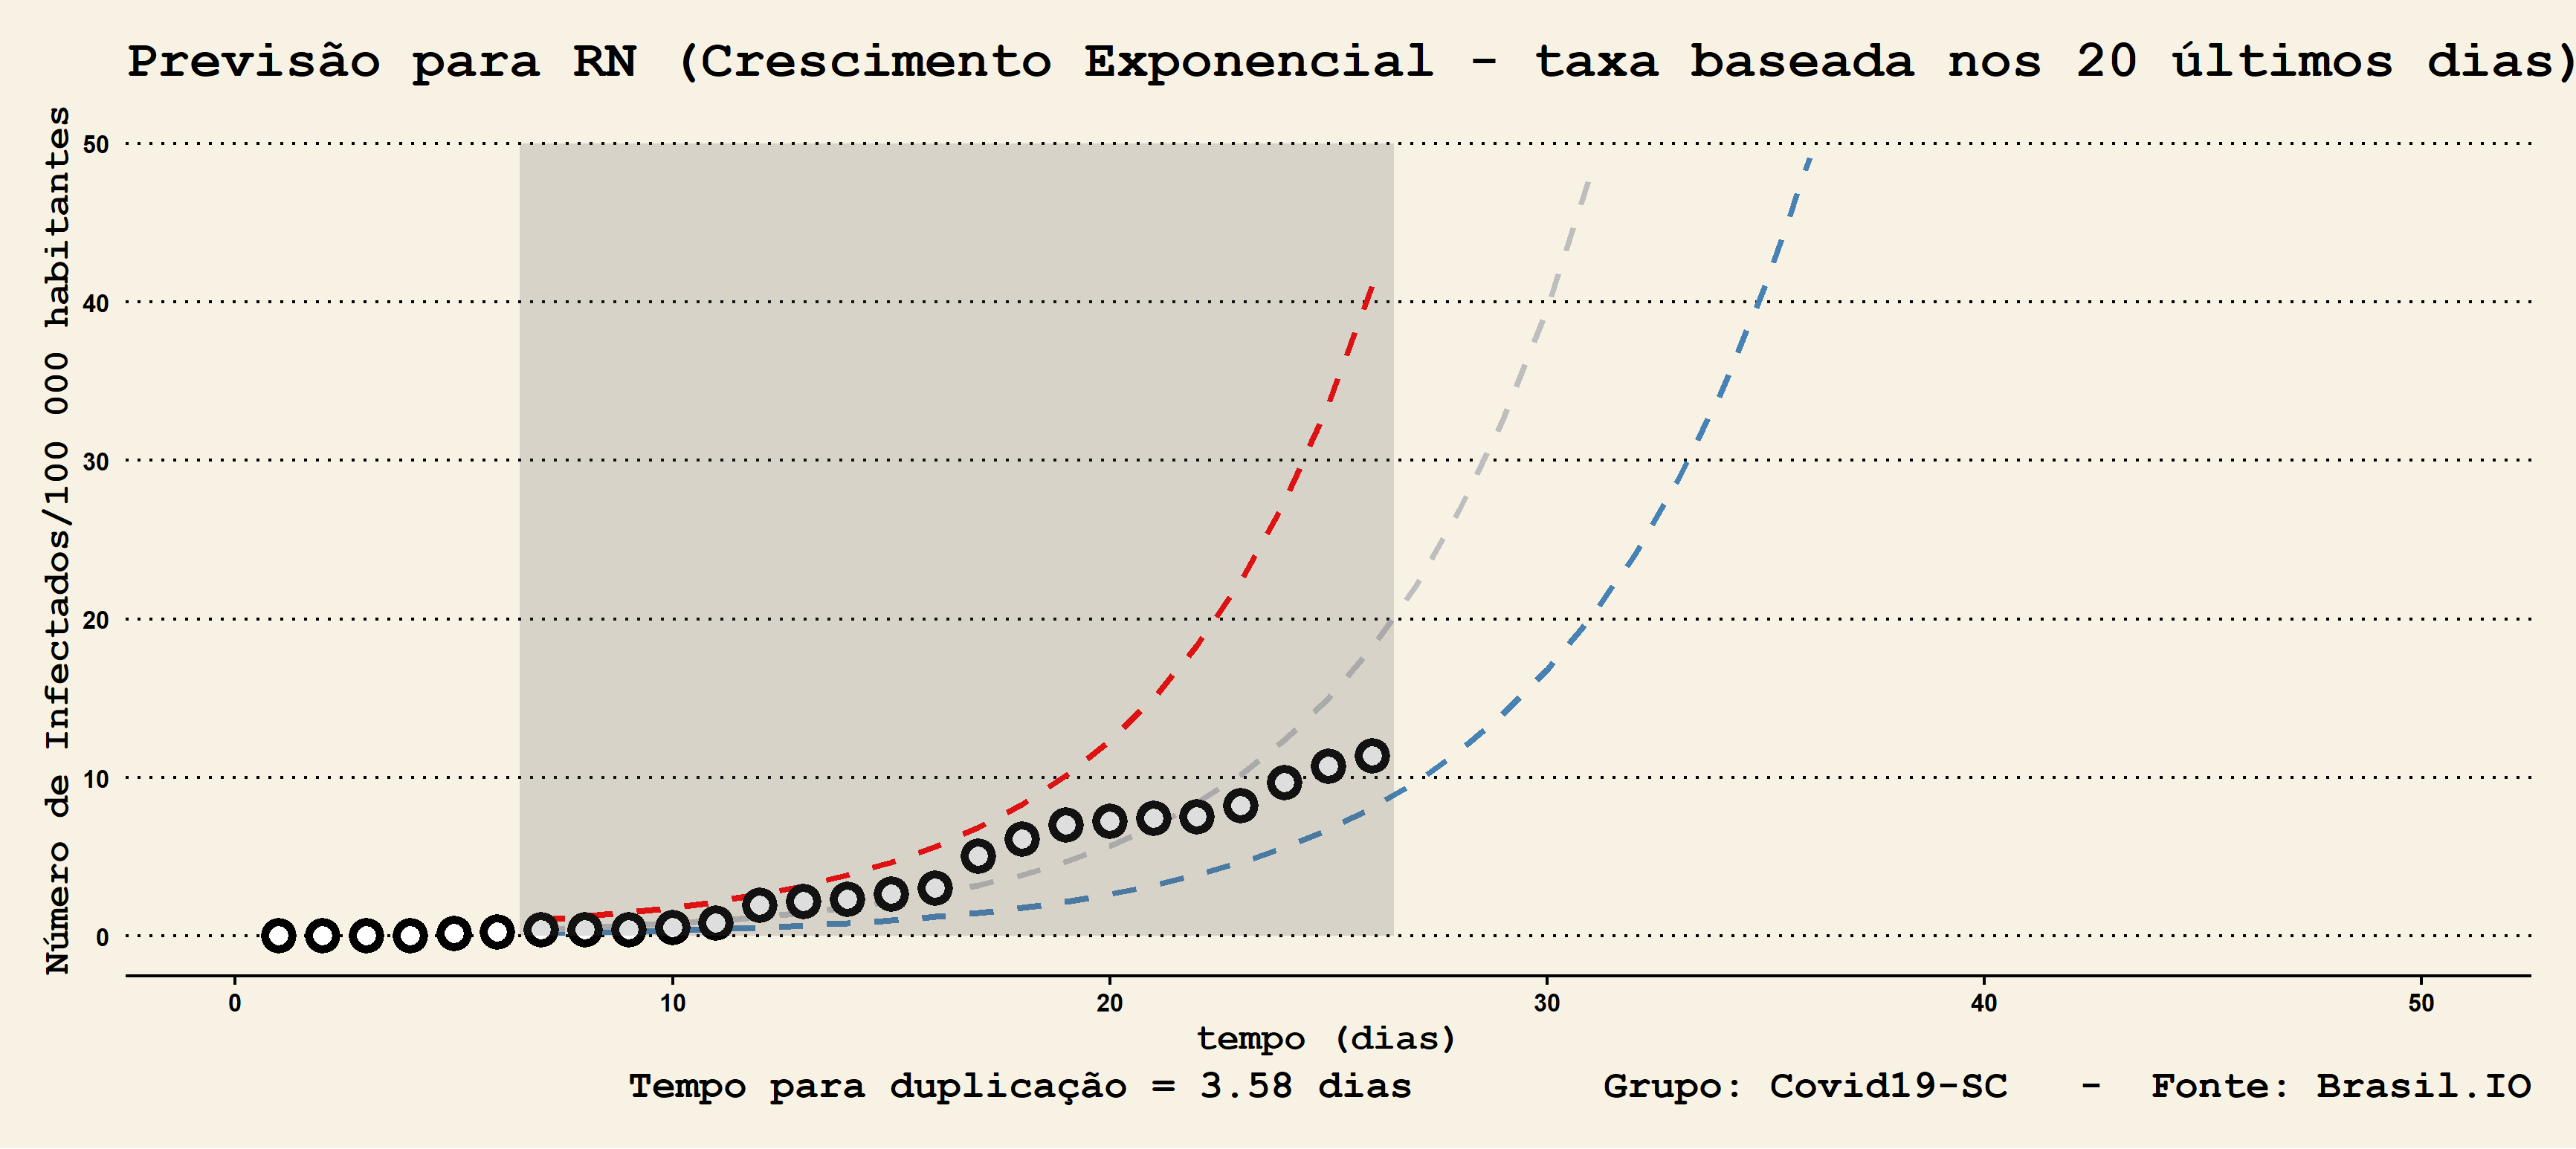 Previsão para RN (Crescimento Exponencial - taxa baseada nos 20 últimos dias)
Número de Infectados/100 000 habitantes
50
40
30
20
10
0
0 10 20 30 40 50
tempo (dias)
Tempo para duplicação = 3.58 dias Grupo: Covid19-SC - Fonte: Brasil.IO